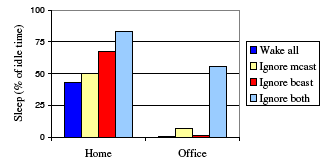 100
75
50
25
0
Sleep (% of idle time)
Home
Office
Wake all
Ignore mcast
Ignore bcast
Ignore both